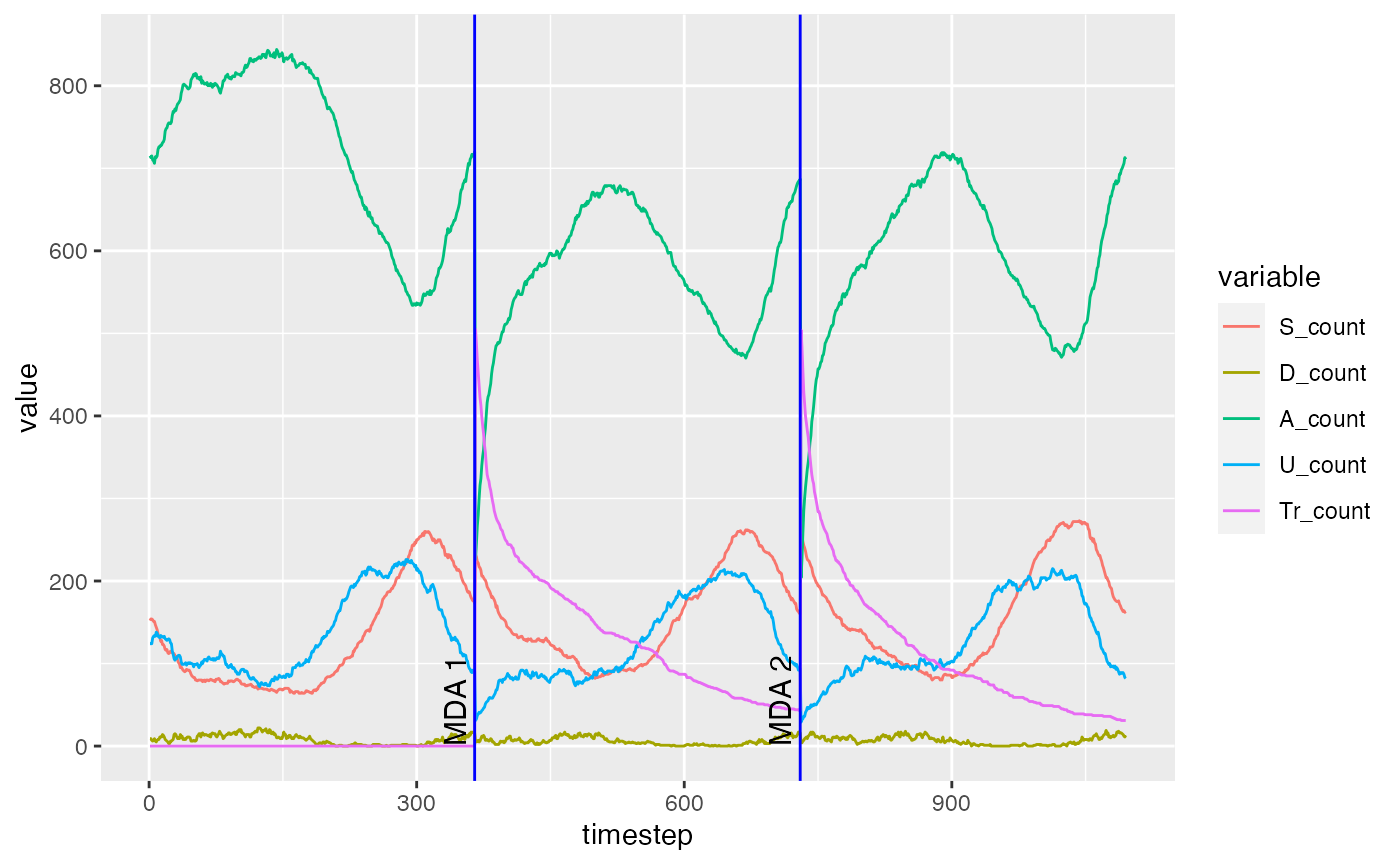 800
600
400
200
0
value
MDA 1
MDA 2
0
300
600
900
timestep
variable
S_count
D_count
A_count
U_count
Tr_count